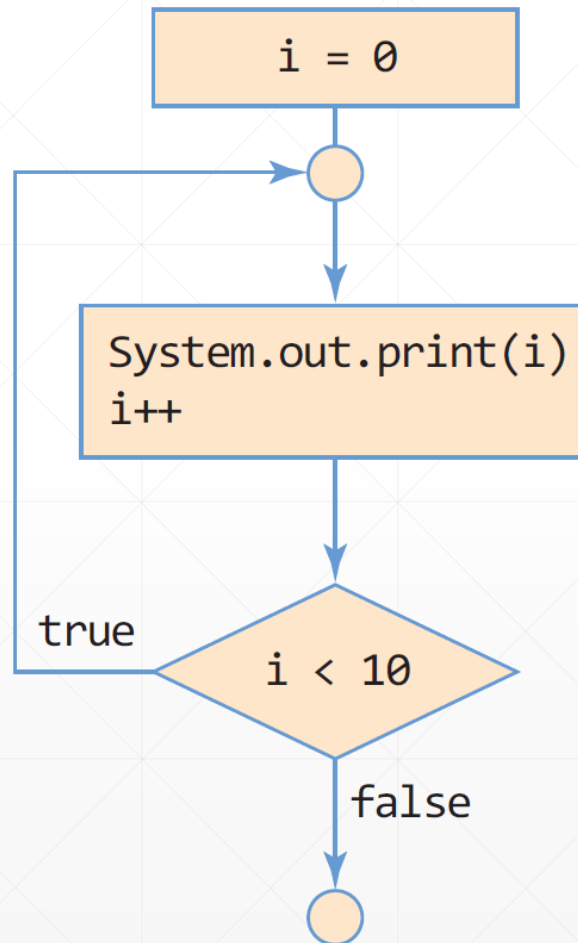 i = 0
System.out.print(i)
i++
true
i < 10
false